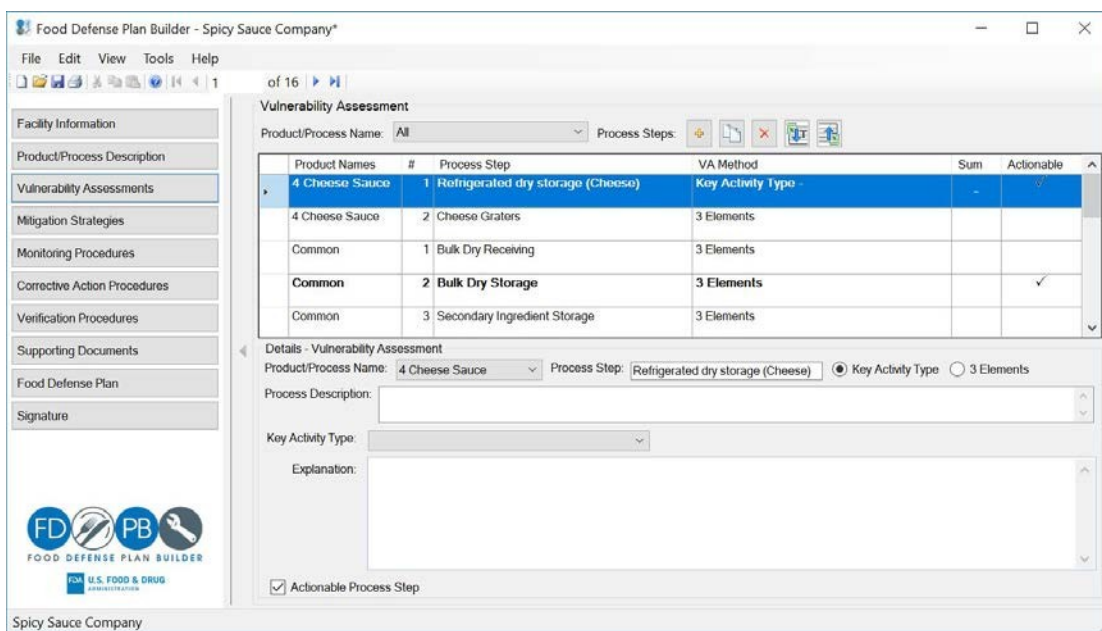 Food Defense Plan Builder - Spicy Sauce Company*
File Edit View Tools Help
1 of 16
Facility Information
Product/Process Description
Vulnerability Assessments
Mitigation Strategies
Monitoring Procedures
Corrective Action Procedures
Verification Procedures
Supporting Documents
Food Defense Plan
Signature
Vulnerability Assessment
Product/Process Name: All Process Steps:
Product Names # Process Step VA Method Sum Actionable
4 Cheese Sauce 1 Refrigerated dry storage (Cheese) Key Activity Type - -
4 Cheese Sauce 2 Cheese Graters 3 Elements
Common 1 Bulk Dry Receiving 3 Elements
Common 2 Bulk Dry Storage 3 Elements ✓
Common 3 Secondary Ingredient Storage 3 Elements
Details - Vulnerability Assessment
Product/Process Name: 4 Cheese Sauce Process Step: Refrigerated dry storage (Cheese) Key Activity Type 3 Elements
Process Description:
Key Activity Type:
Explanation:
Actionable Process Step
FD PB
FOOD DEFENSE PLAN BUILDER
FDA U.S. FOOD & DRUG
ADMINISTRATION
Spicy Sauce Company